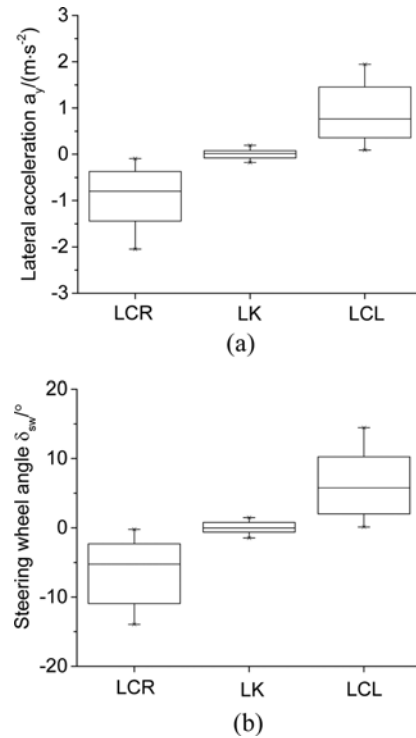 Lateral acceleration a_y/(m·s⁻²)
3
2
1
0
-1
-2
-3
LCR LK LCL
(a)
Steering wheel angle δ_sw/°
20
10
0
-10
-20
LCR LK LCL
(b)